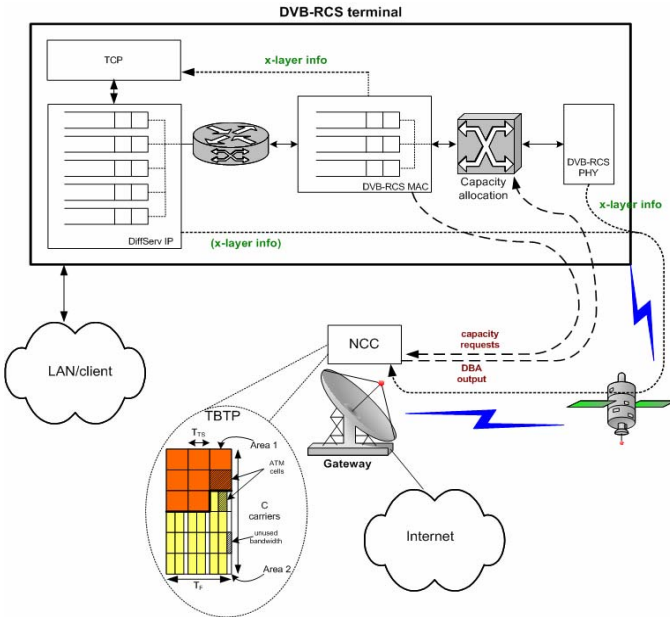 DVB-RCS terminal
TCP
x-layer info
DiffServ IP
DVB-RCS MAC
Capacity
allocation
DVB-RCS
PHY
x-layer info
(x-layer info)
LAN/client
NCC
capacity
requests
DBA
output
Gateway
Internet
TBTP
T_TS
Area 1
ATM
cells
C
carriers
unused
bandwidth
Area 2
T_F